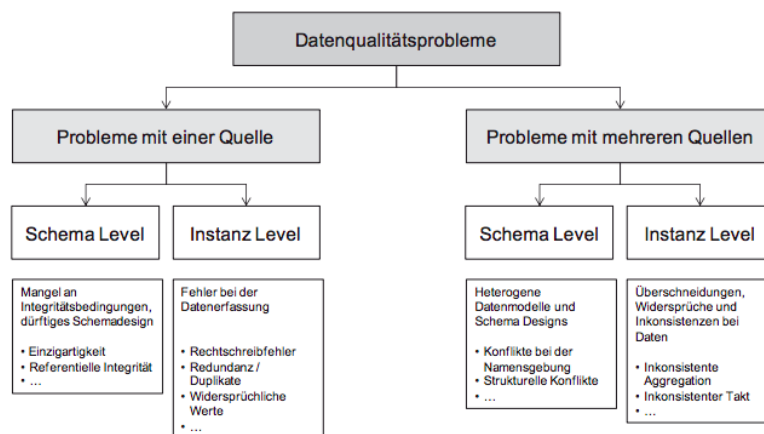 Datenqualitätsprobleme
Probleme mit einer Quelle
Probleme mit mehreren Quellen
Schema Level
Instanz Level
Schema Level
Instanz Level
Mangel an
Integritätsbedingungen,
dürftiges Schemadesign
• Einzigartigkeit
• Referentielle Integrität
• ...
Fehler bei der
Datenerfassung
• Rechtschreibfehler
• Redundanz /
Duplikate
• Widersprüchliche
Werte
• ...
Heterogene
Datenmodelle und
Schema Designs
• Konflikte bei der
Namensgebung
• Strukturelle Konflikte
• ...
Überschneidungen,
Widersprüche und
Inkonsistenzen bei
Daten
• Inkonsistente
Aggregation
• Inkonsistenter Takt
• ...